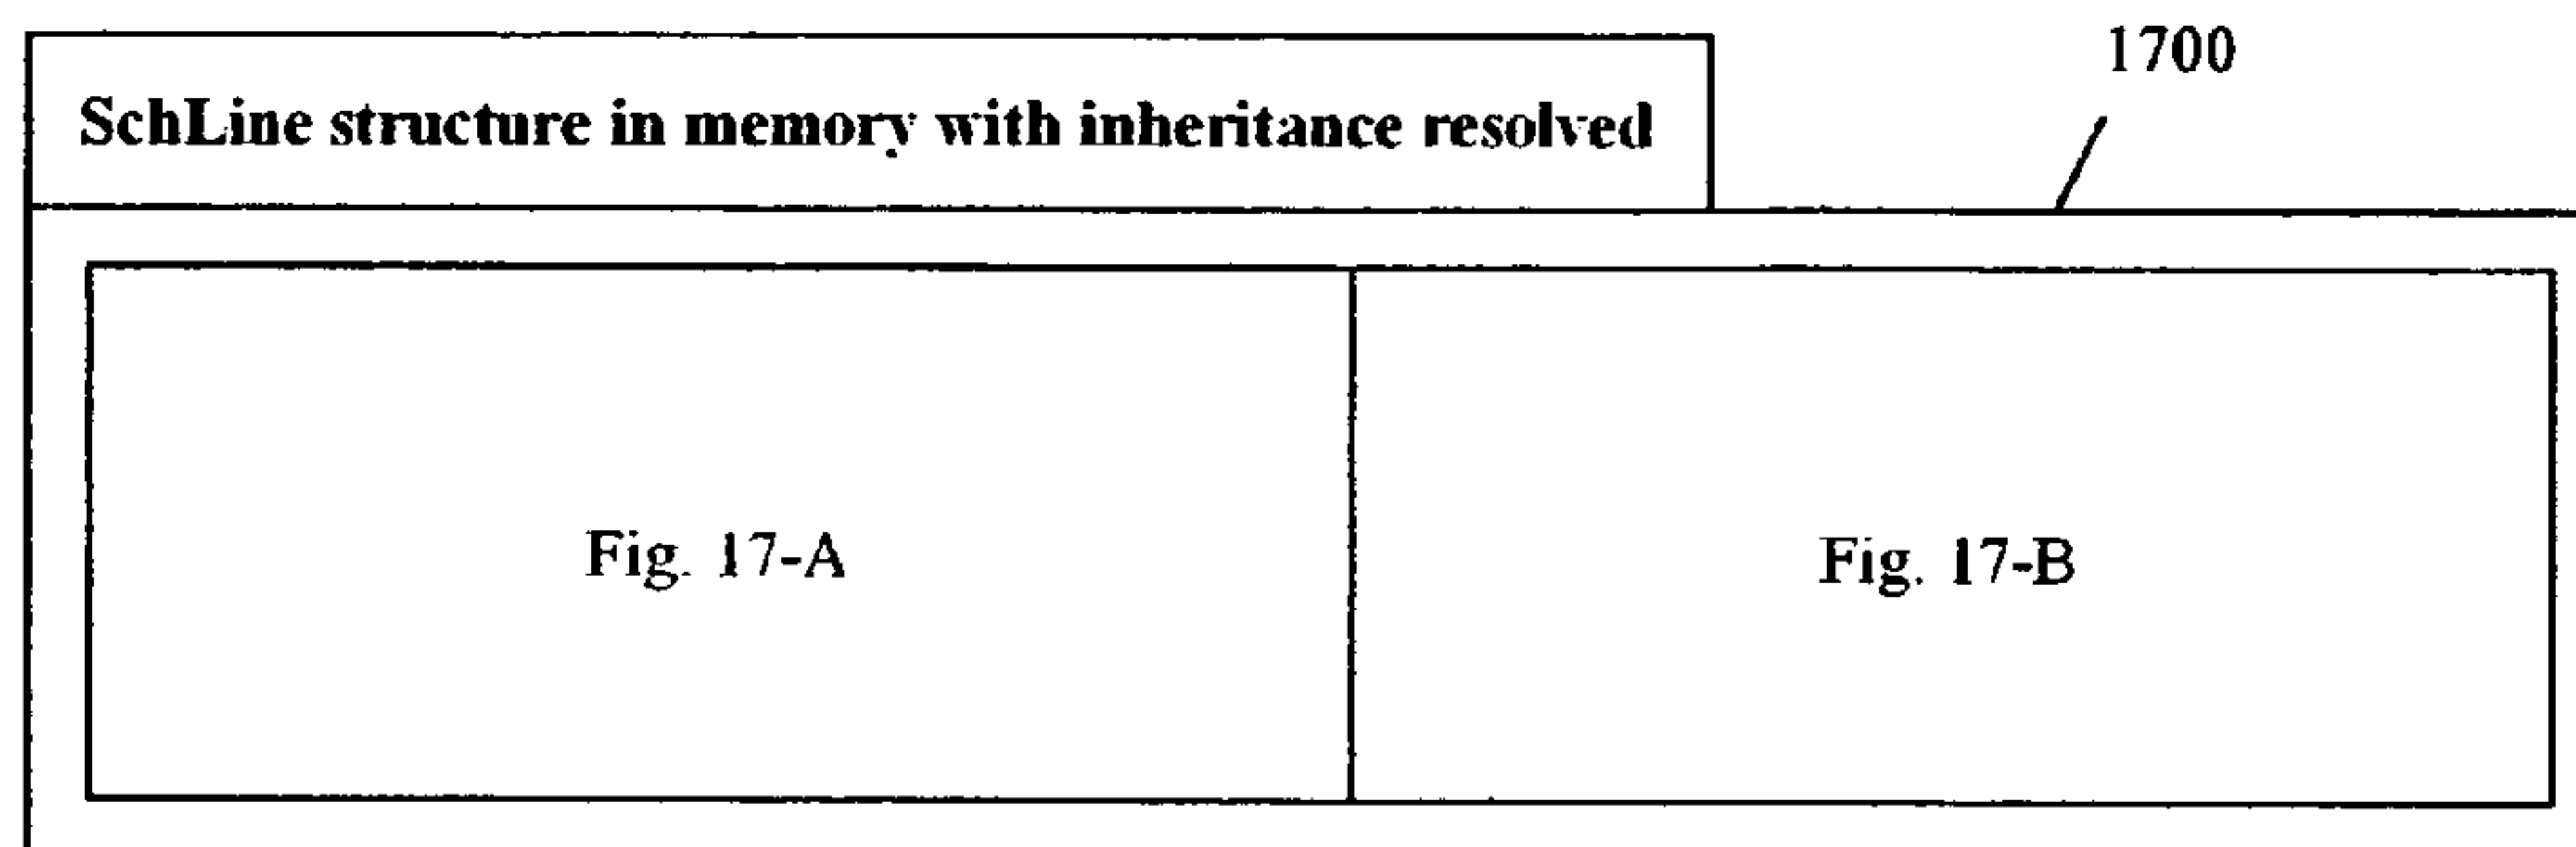 1700
SchLine structure in memory with inheritance resolved
Fig. 17-A
Fig. 17-B